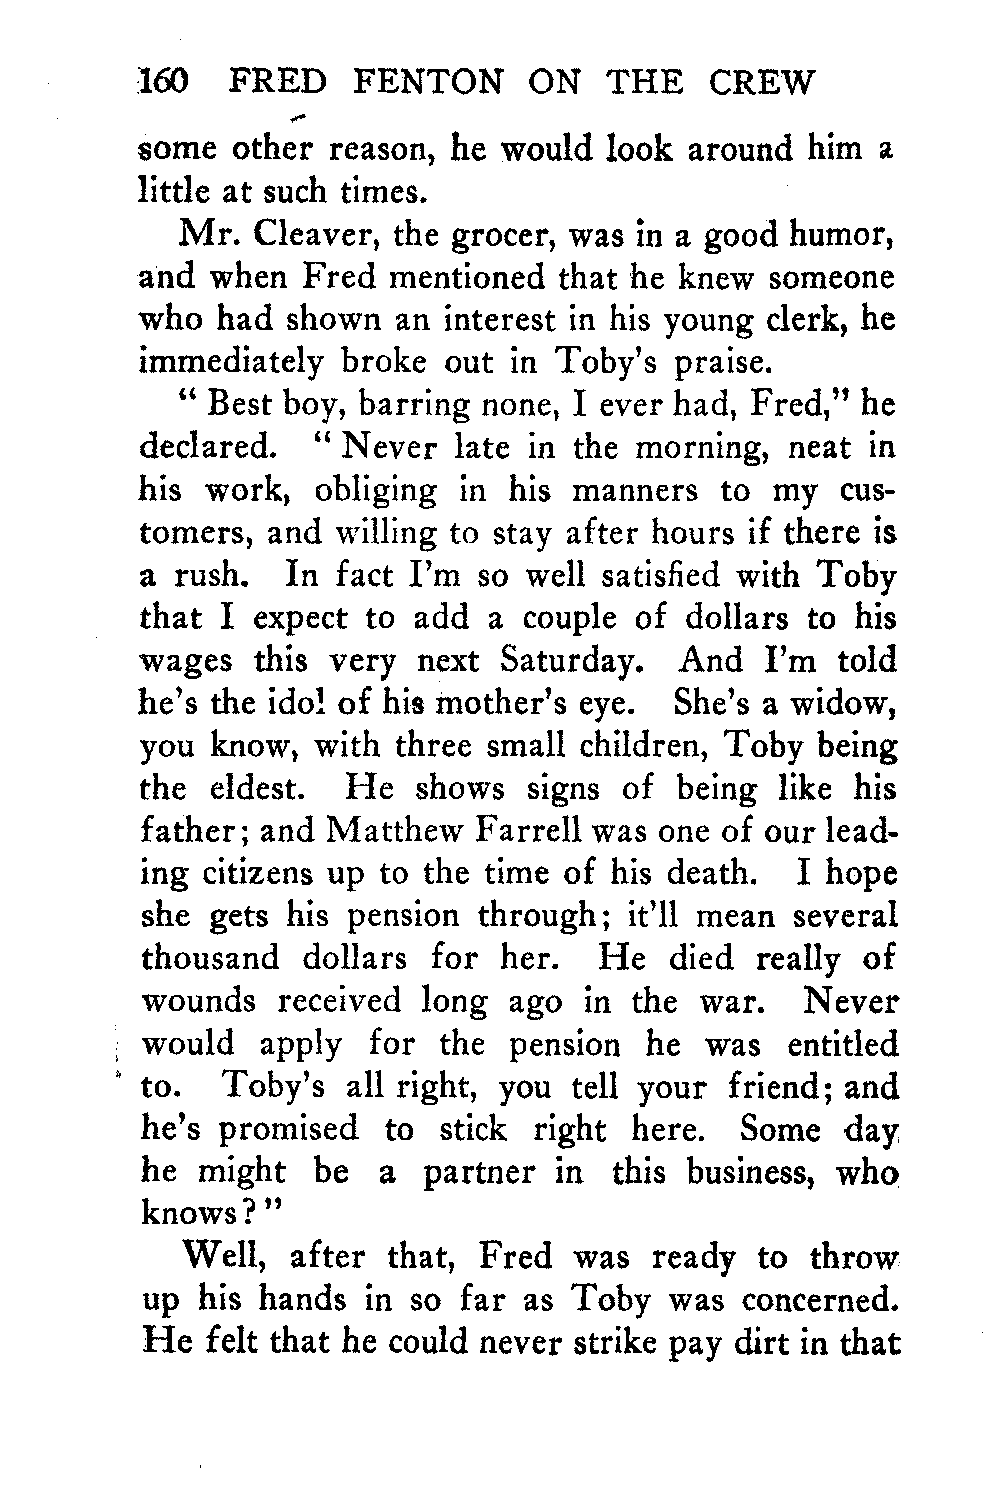 160 FRED FENTON ON THE CREW
some other reason, he would look around him a
little at such times.
Mr. Cleaver, the grocer, was in a good humor,
and when Fred mentioned that he knew someone
who had shown an interest in his young clerk, he
immediately broke out in Toby's praise.
" Best boy, barring none, I ever had, Fred," he
declared. " Never late in the morning, neat in
his work, obliging in his manners to my cus-
tomers, and willing to stay after hours if there is
a rush. In fact I'm so well satisfied with Toby
that I expect to add a couple of dollars to his
wages this very next Saturday. And I'm told
he's the idol of his mother's eye. She's a widow,
you know, with three small children, Toby being
the eldest. He shows signs of being like his
father; and Matthew Farrell was one of our lead-
ing citizens up to the time of his death. I hope
she gets his pension through; it'll mean several
thousand dollars for her. He died really of
wounds received long ago in the war. Never
would apply for the pension he was entitled
to. Toby's all right, you tell your friend; and
he's promised to stick right here. Some day
he might be a partner in this business, who
knows? "
Well, after that, Fred was ready to throw
up his hands in so far as Toby was concerned.
He felt that he could never strike pay dirt in that